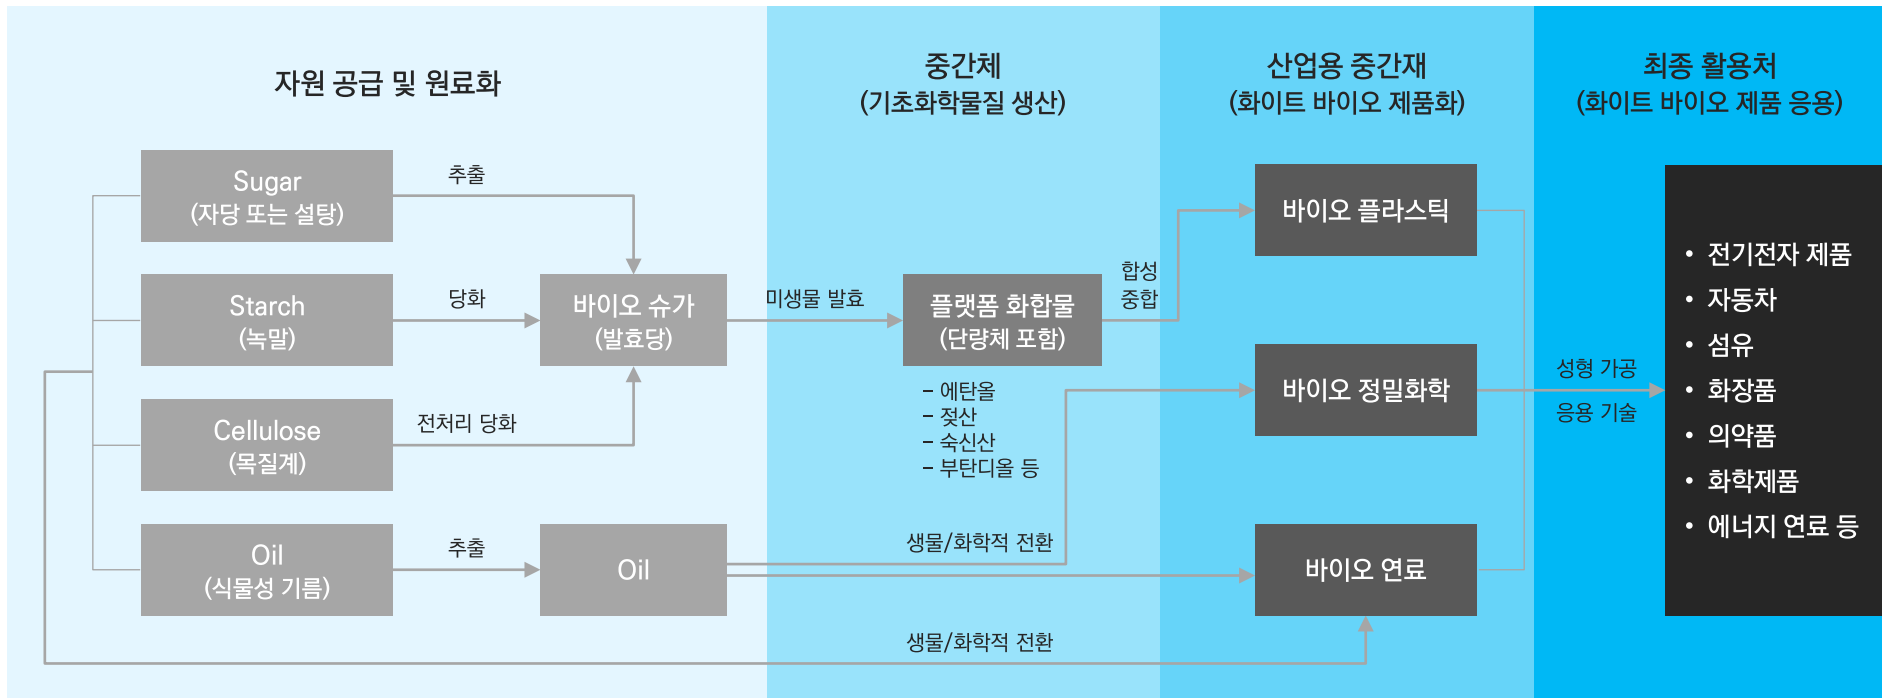 자원 공급 및 원료화
중간체
(기초화학물질 생산)
산업용 중간재
(화이트 바이오 제품화)
최종 활용처
(화이트 바이오 제품 응용)
Sugar
(자당 또는 설탕)
추출
Starch
(녹말)
당화
Cellulose
(목질계)
전처리 당화
Oil
(식물성 기름)
추출
바이오 슈가
(발효당)
Oil
미생물 발효
플랫폼 화합물
(단량체 포함)
– 에탄올
– 젖산
– 숙신산
– 부탄디올 등
합성
중합
생물/화학적 전환
생물/화학적 전환
바이오 플라스틱
바이오 정밀화학
바이오 연료
성형 가공
응용 기술
• 전기전자 제품
• 자동차
• 섬유
• 화장품
• 의약품
• 화학제품
• 에너지 연료 등